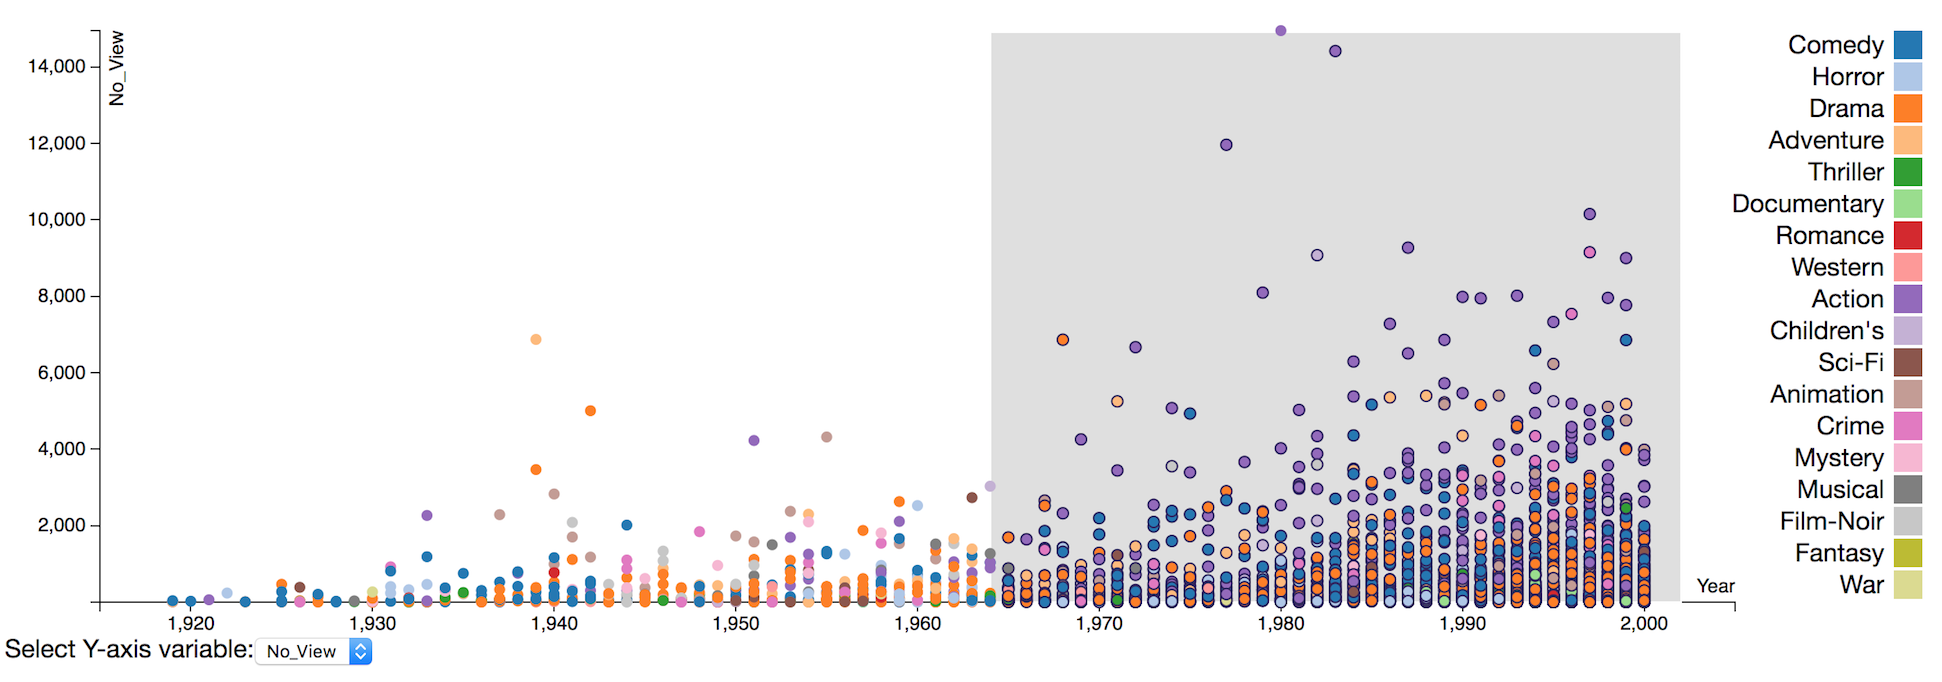 No_View
14,000
12,000
10,000
8,000
6,000
4,000
2,000
1,920
1,930
1,940
1,950
1,960
1,970
1,980
1,990
2,000
Year
Comedy
Horror
Drama
Adventure
Thriller
Documentary
Romance
Western
Action
Children's
Sci-Fi
Animation
Crime
Mystery
Musical
Film-Noir
Fantasy
War
Select Y-axis variable: No_View